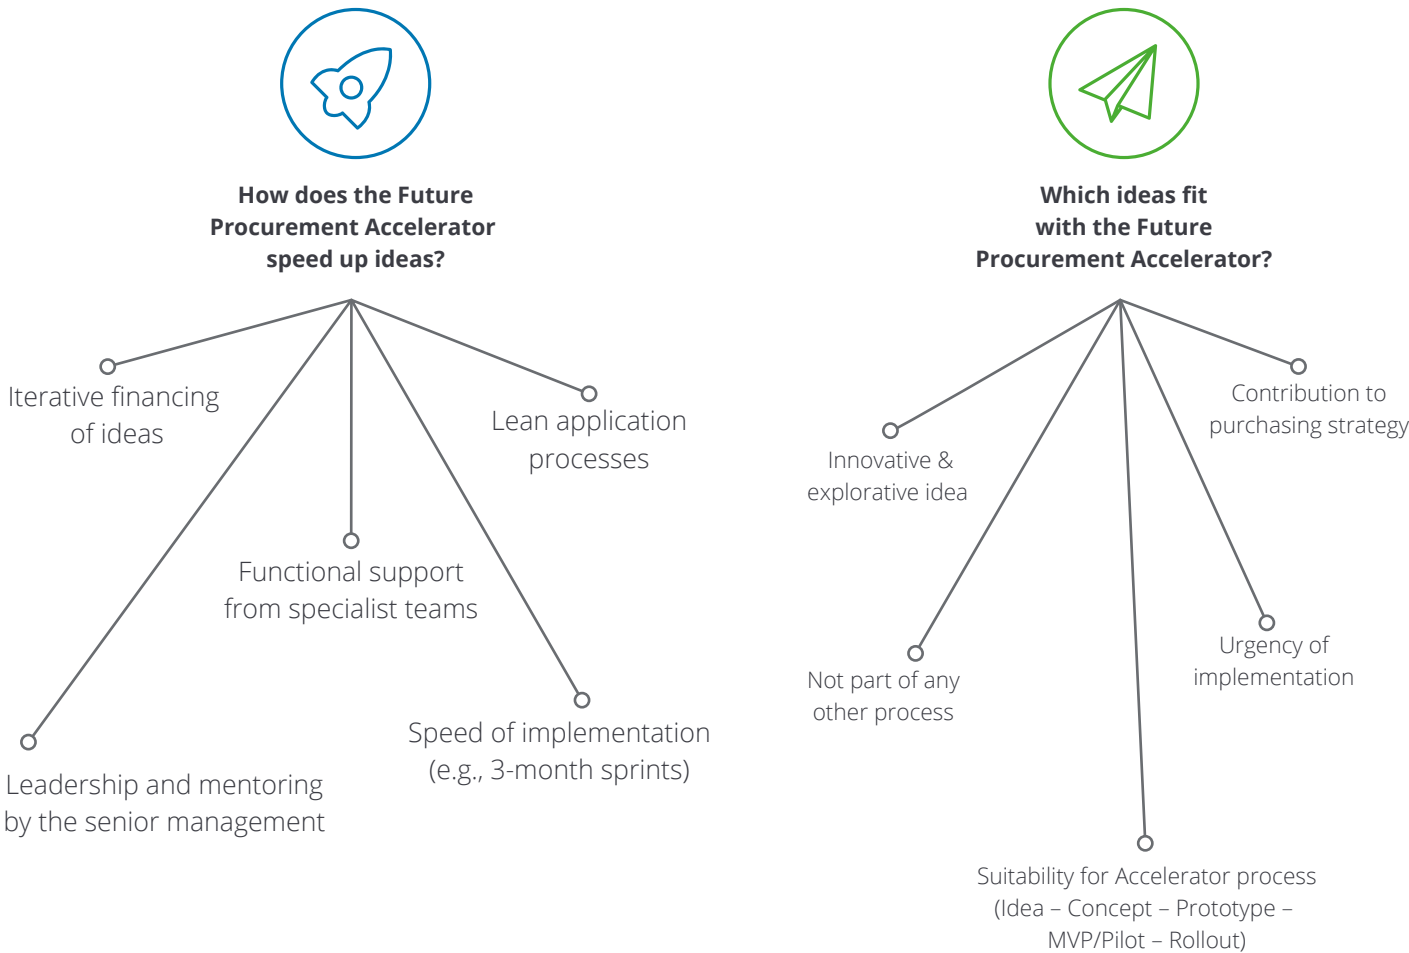 How does the Future
Procurement Accelerator
speed up ideas?
Iterative financing
of ideas
Lean application
processes
Functional support
from specialist teams
Speed of implementation
(e.g., 3-month sprints)
Leadership and mentoring
by the senior management
Which ideas fit
with the Future
Procurement Accelerator?
Contribution to
purchasing strategy
Innovative &
explorative idea
Urgency of
implementation
Not part of any
other process
Suitability for Accelerator process
(Idea – Concept – Prototype –
MVP/Pilot – Rollout)